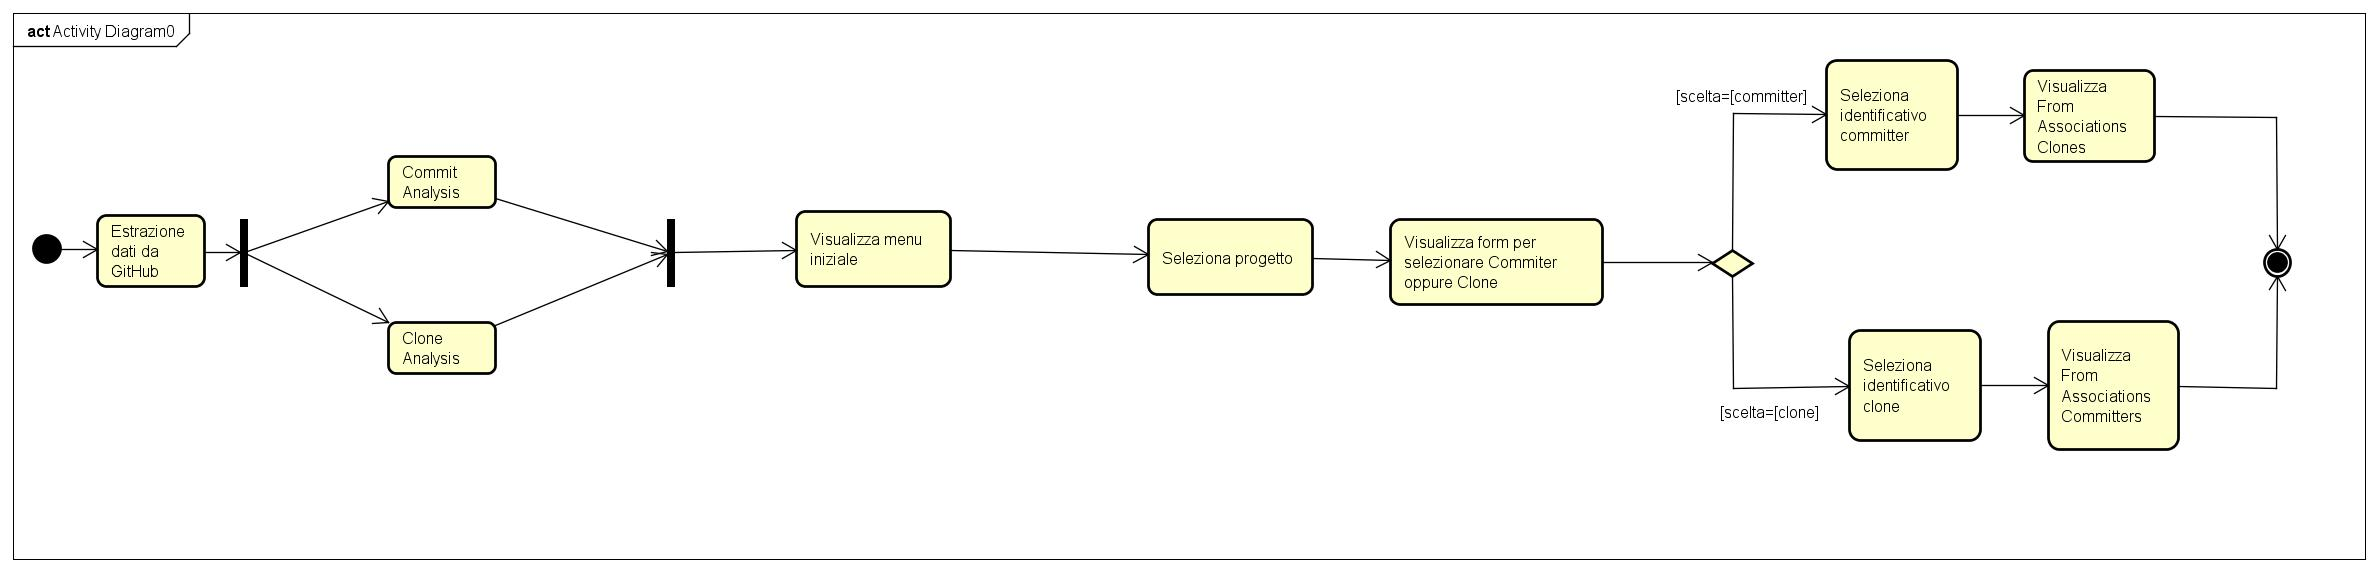 act Activity Diagram0
Estrazione
dati da
GitHub
Commit
Analysis
Clone
Analysis
Visualizza menu
iniziale
Seleziona progetto
Visualizza form per
selezionare Commiter
oppure Clone
[scelta=[committer]
Seleziona
identificativo
committer
Visualizza
From
Associations
Clones
[scelta=[clone]
Seleziona
identificativo
clone
Visualizza
From
Associations
Committers